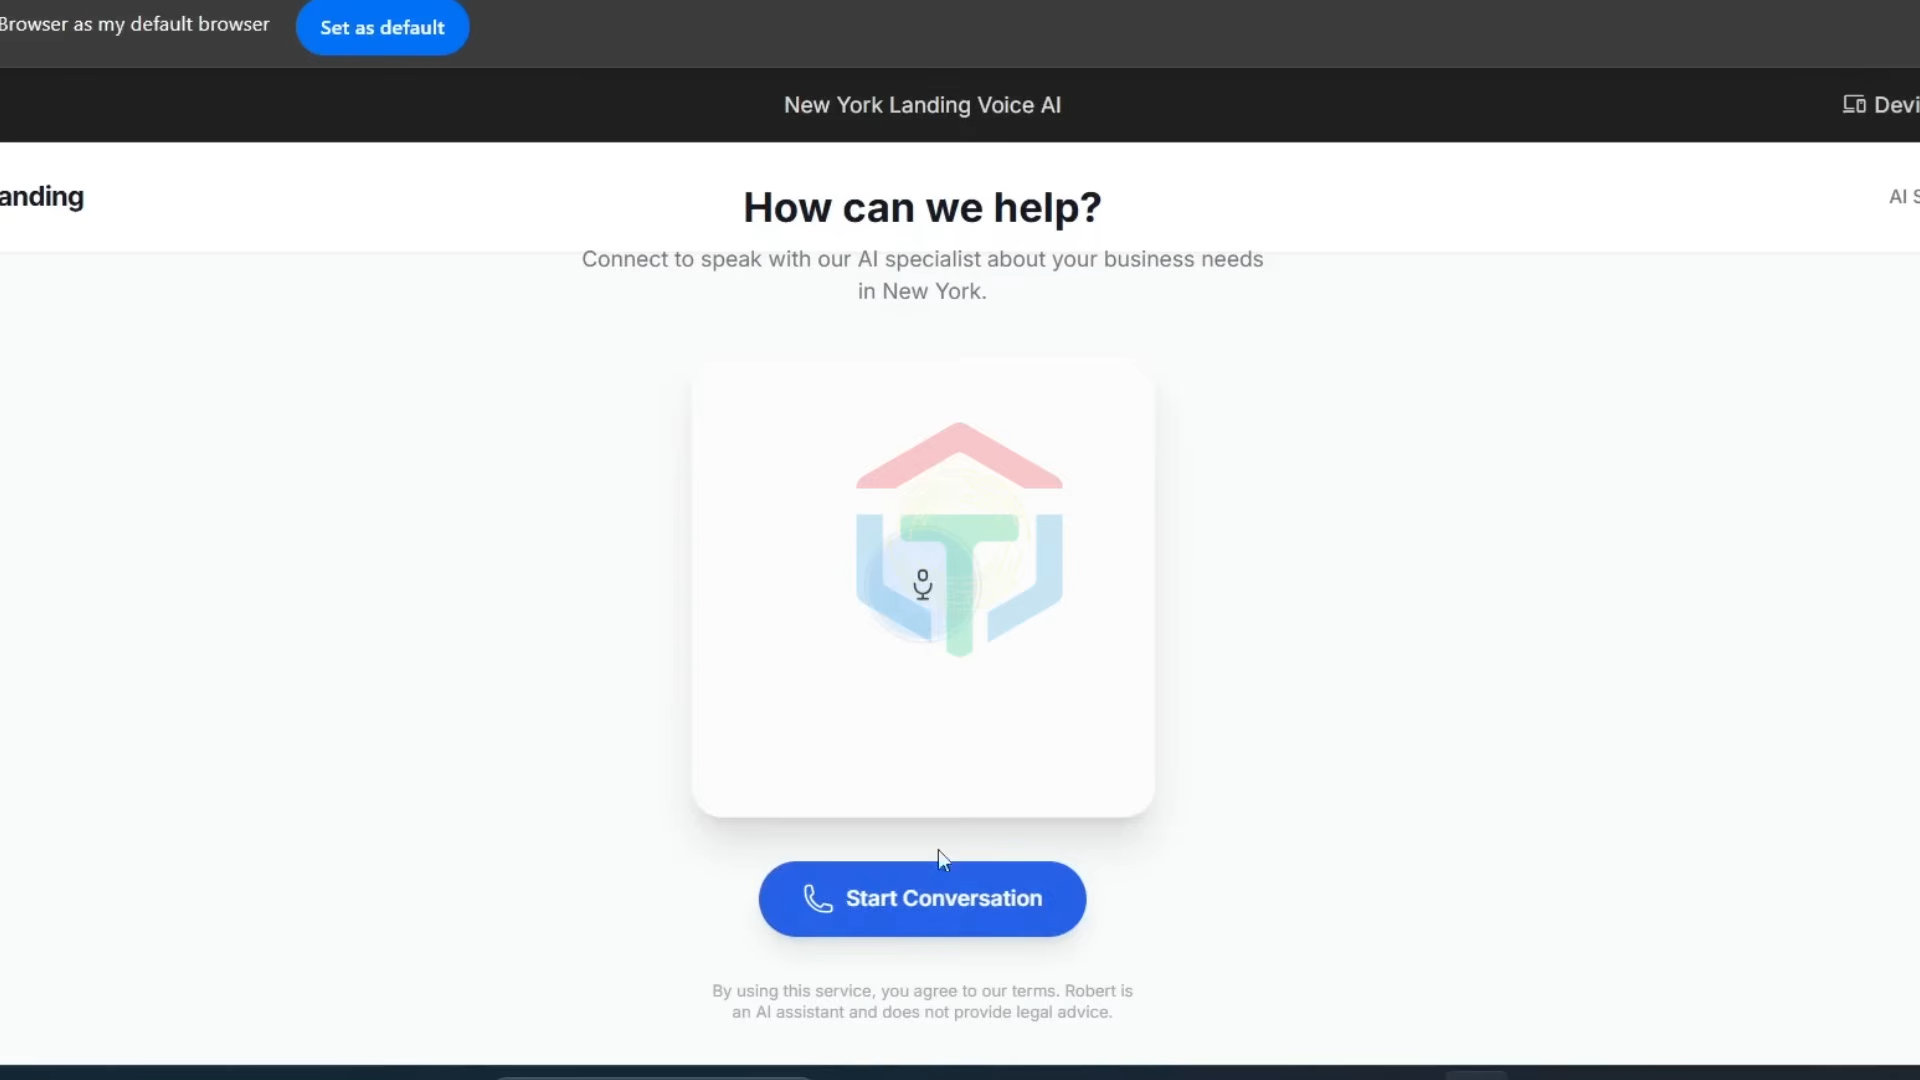 Browser as my default browser
Set as default
New York Landing Voice AI
anding
How can we help?
Connect to speak with our AI specialist about your business needs
in New York.
Start Conversation
By using this service, you agree to our terms. Robert is
an AI assistant and does not provide legal advice.